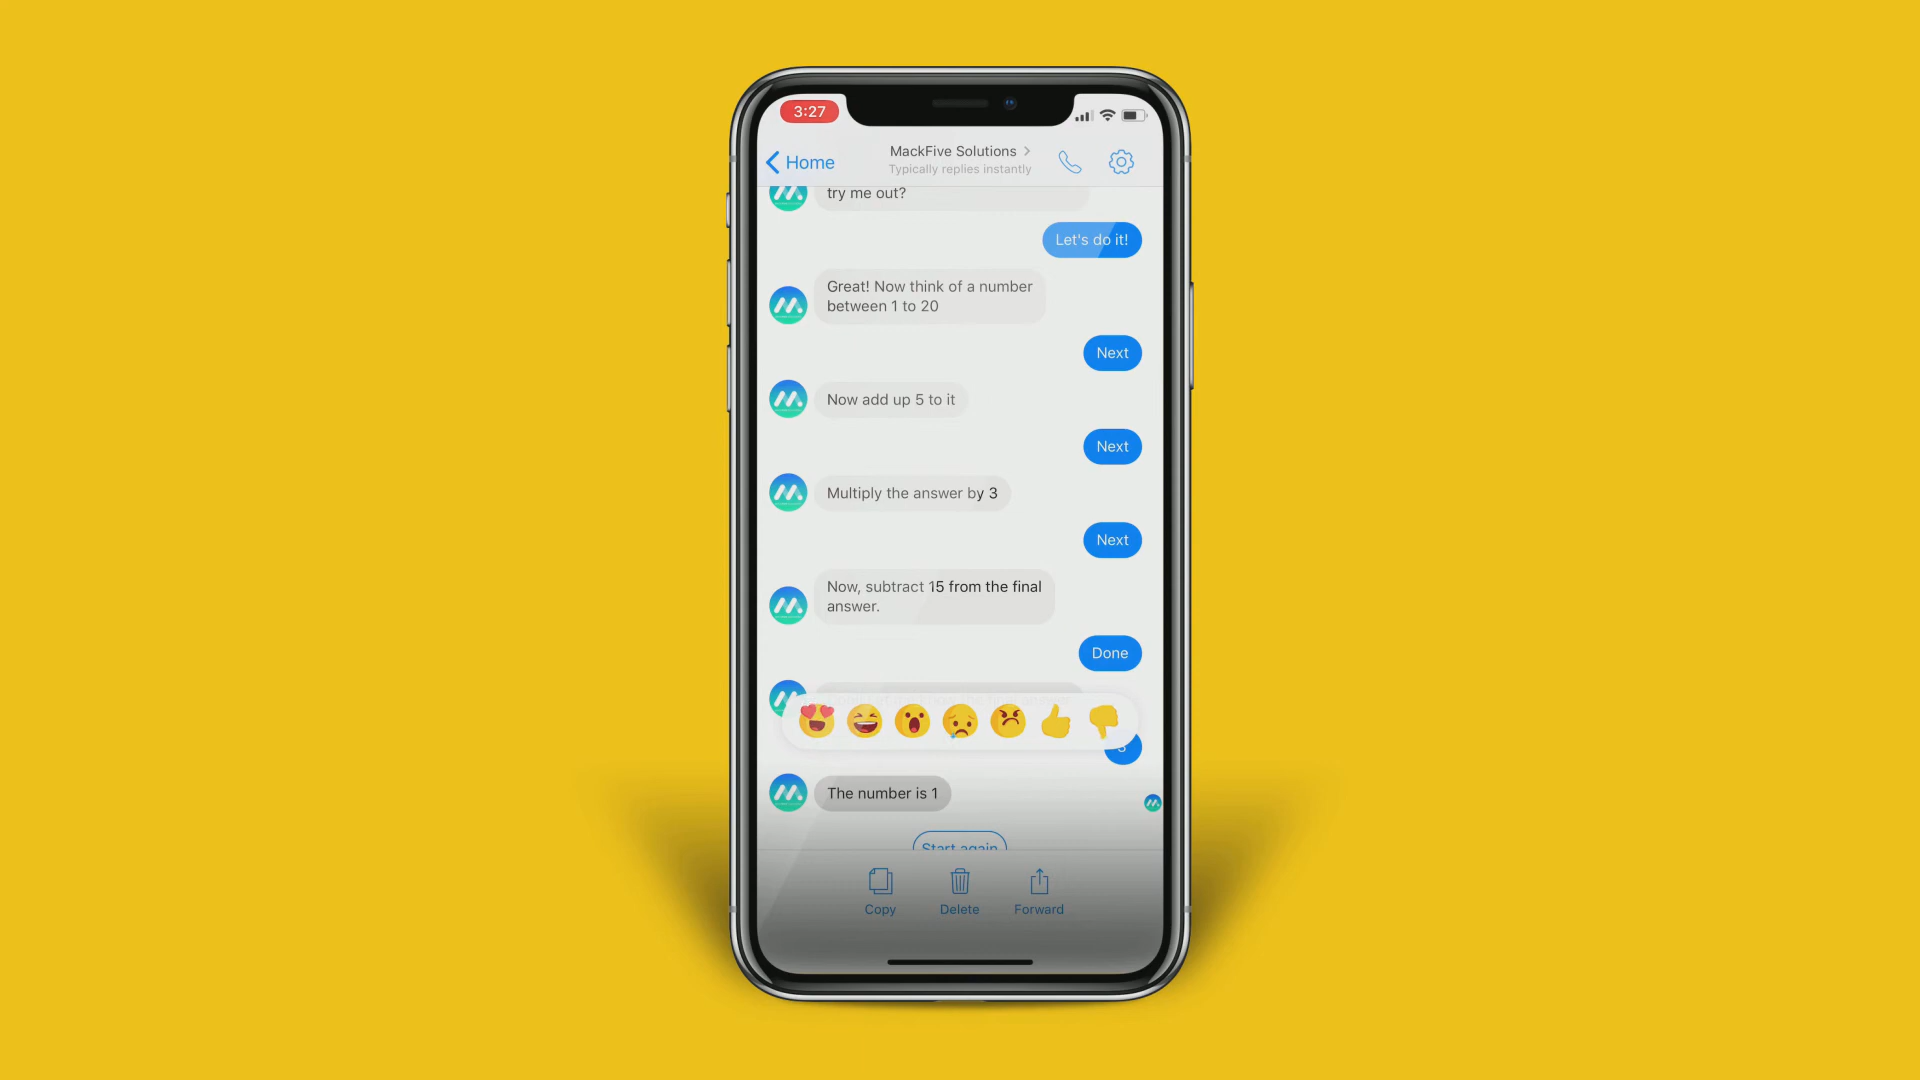 3:27
Home
MackFive Solutions
Typically replies instantly
try me out?
Let's do it!
Great! Now think of a number
between 1 to 20
Next
Now add up 5 to it
Next
Multiply the answer by 3
Next
Now, subtract 15 from the final
answer.
Done
The number is 1
Start again
Copy
Delete
Forward